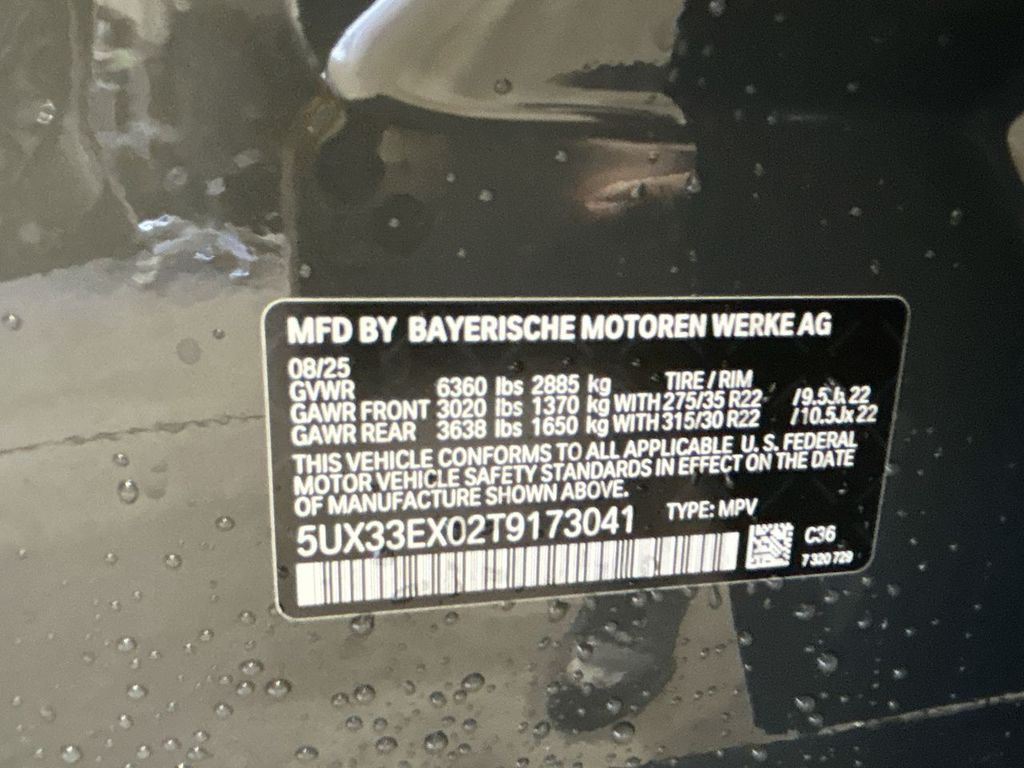 MFD BY BAYERISCHE MOTOREN WERKE AG
08/25
GVWR 6360 lbs 2885 kg TIRE / RIM
GAWR FRONT 3020 lbs 1370 kg WITH 275/35 R22 /9.5Jx22
GAWR REAR 3638 lbs 1650 kg WITH 315/30 R22 /10.5Jx22
THIS VEHICLE CONFORMS TO ALL APPLICABLE U.S. FEDERAL
MOTOR VEHICLE SAFETY STANDARDS IN EFFECT ON THE DATE
OF MANUFACTURE SHOWN ABOVE.
5UX33EX02T9173041 TYPE: MPV
C36
7 320 729